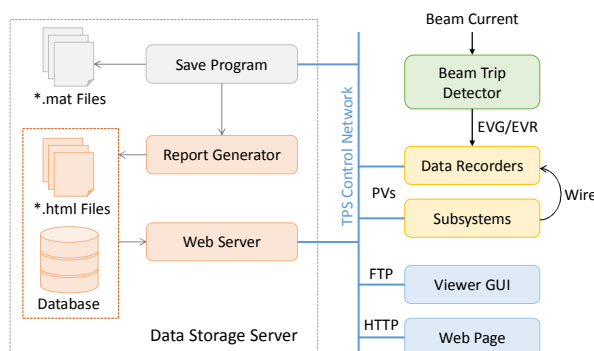 Beam Current
Save Program
Beam Trip
Detector
*.mat Files
EVG/EVR
Report Generator
Data Recorders
TPS Control Network
PVs
Wire
*.html Files
Subsystems
Web Server
FTP
Viewer GUI
Database
HTTP
Web Page
Data Storage Server